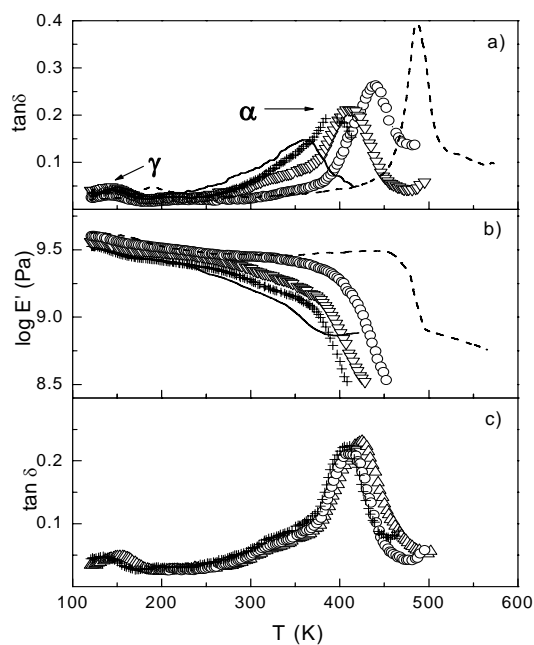 0.4
a)
0.3
tanδ
0.2
α
0.1
γ
b)
9.5
log E' (Pa)
9.0
8.5
c)
0.2
tan δ
0.1
100 200 300 400 500 600
T (K)